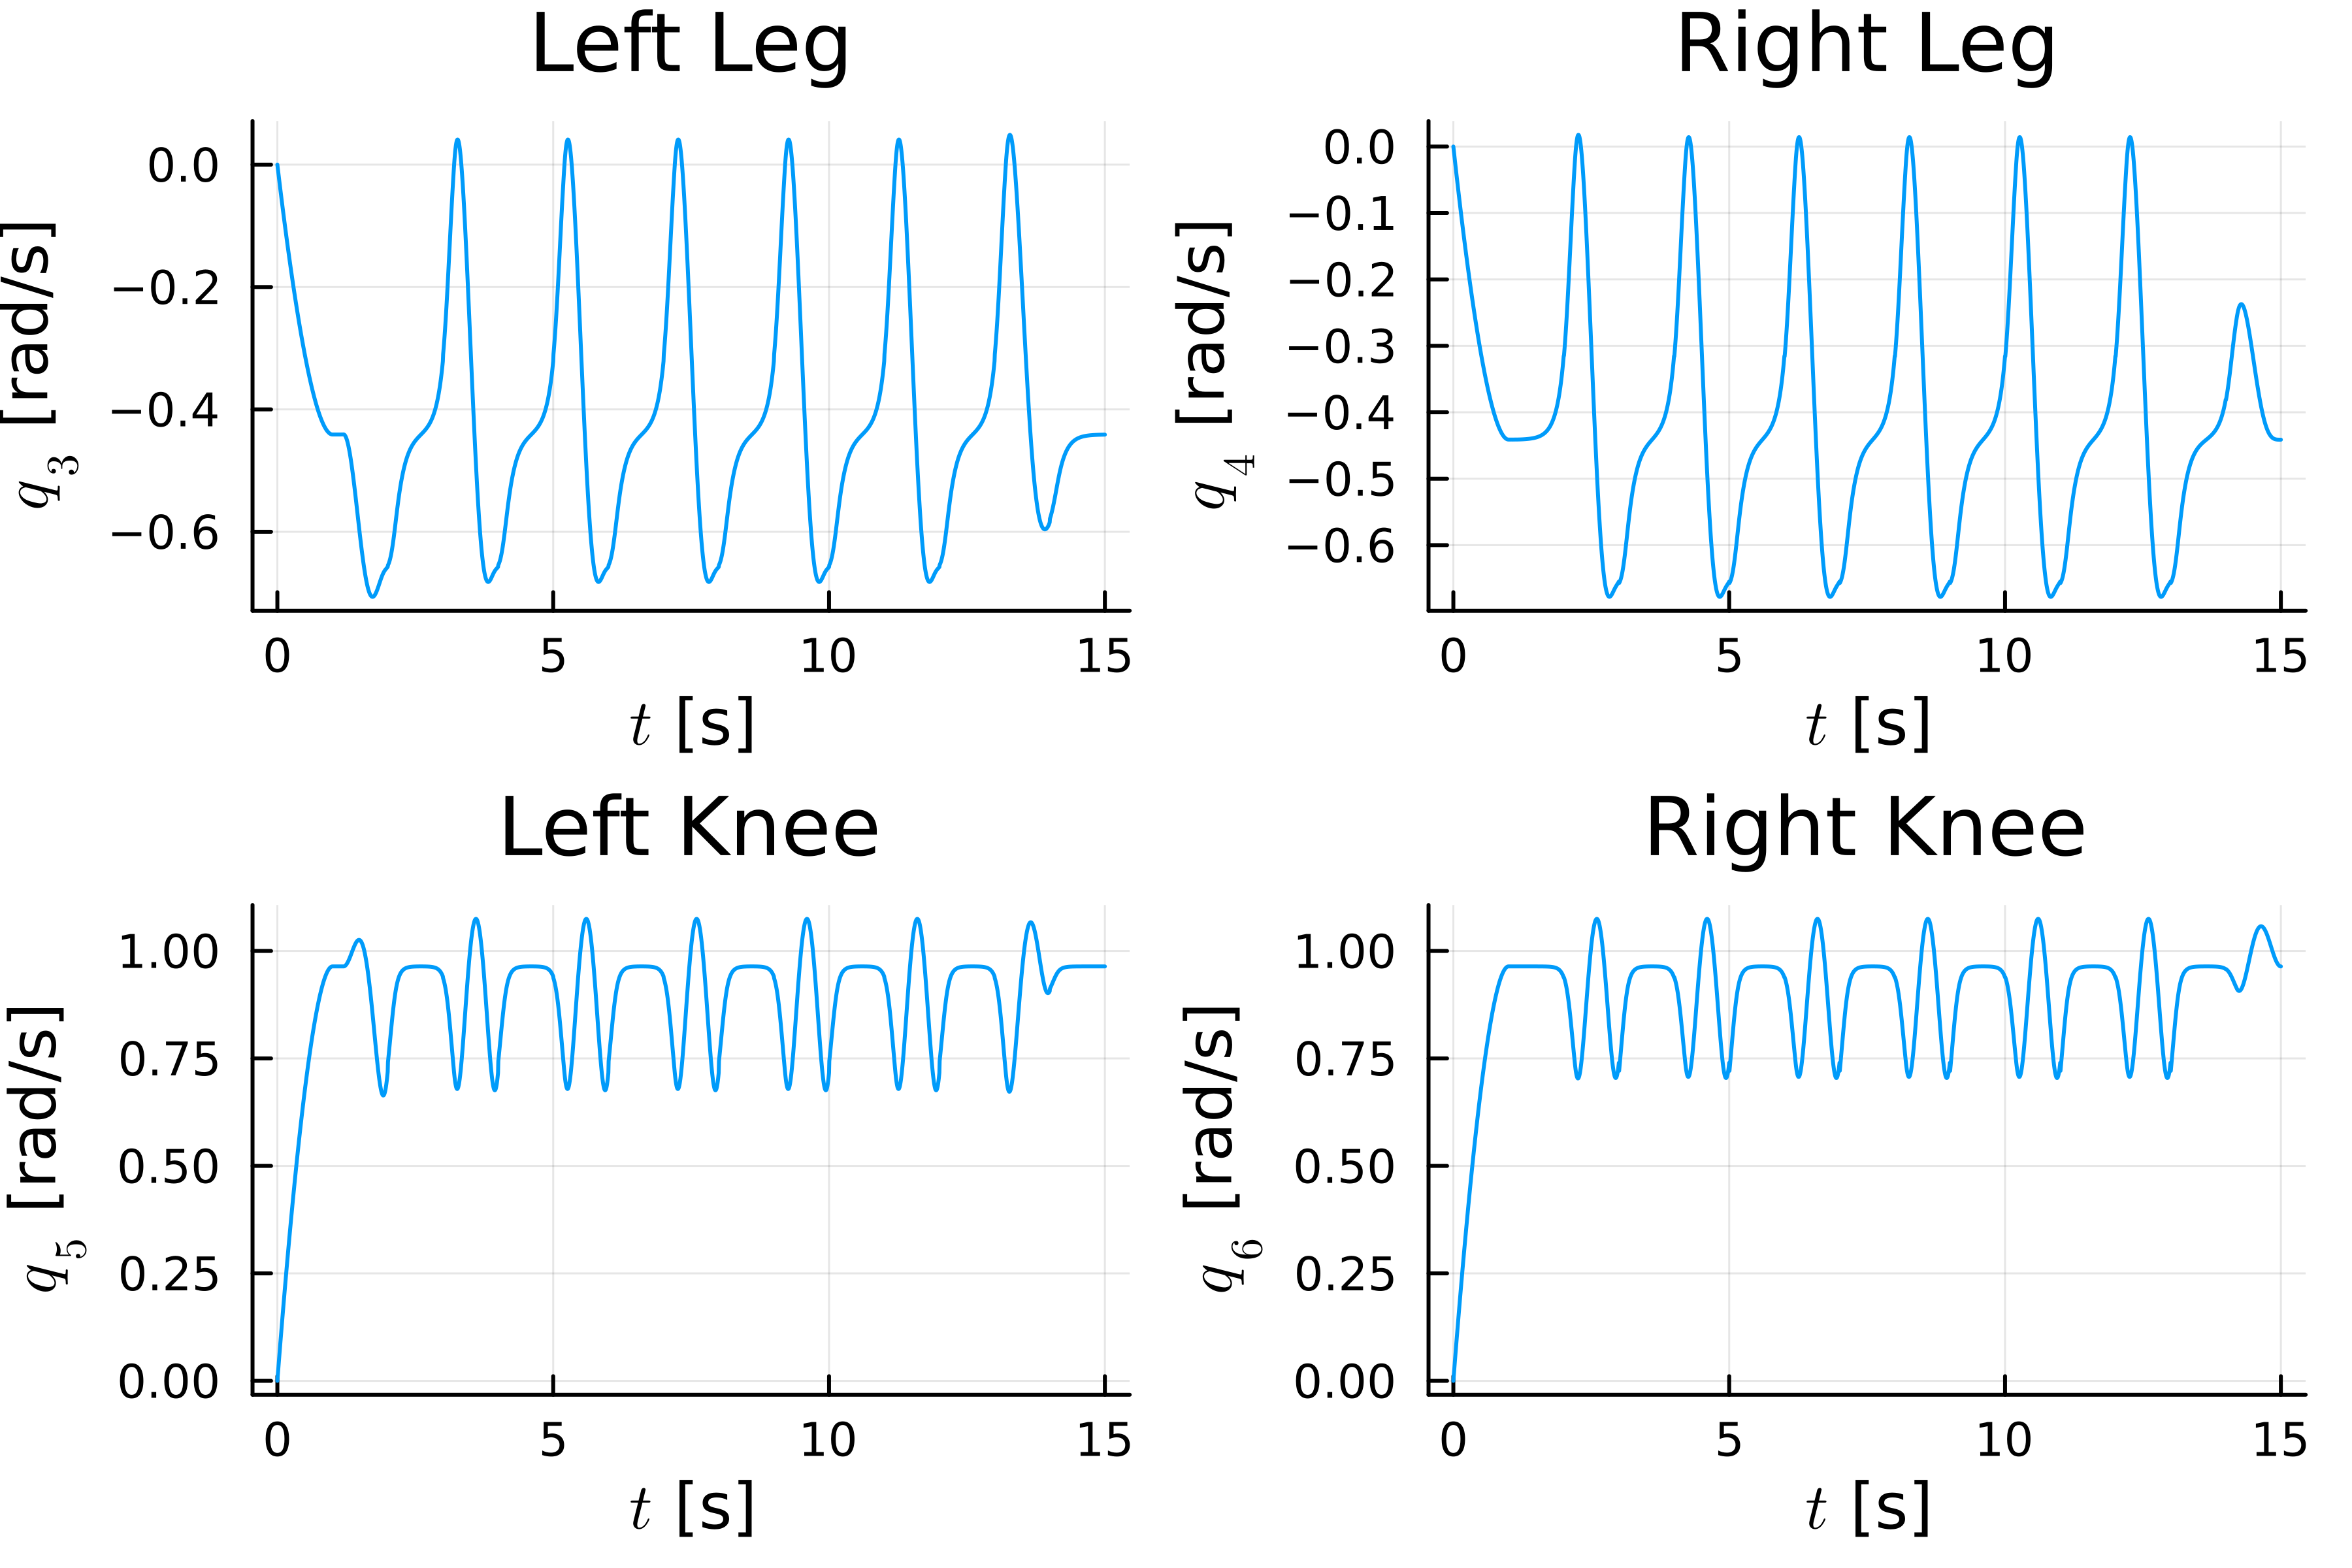 Left Leg
q₃ [rad/s]
0.0
−0.2
−0.4
−0.6
0 5 10 15
t [s]
Right Leg
q₄ [rad/s]
0.0
−0.1
−0.2
−0.3
−0.4
−0.5
−0.6
0 5 10 15
t [s]
Left Knee
q₅ [rad/s]
1.00
0.75
0.50
0.25
0.00
0 5 10 15
t [s]
Right Knee
q₆ [rad/s]
1.00
0.75
0.50
0.25
0.00
0 5 10 15
t [s]